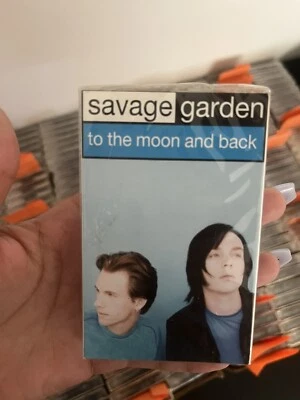 savage garden
to the moon and back